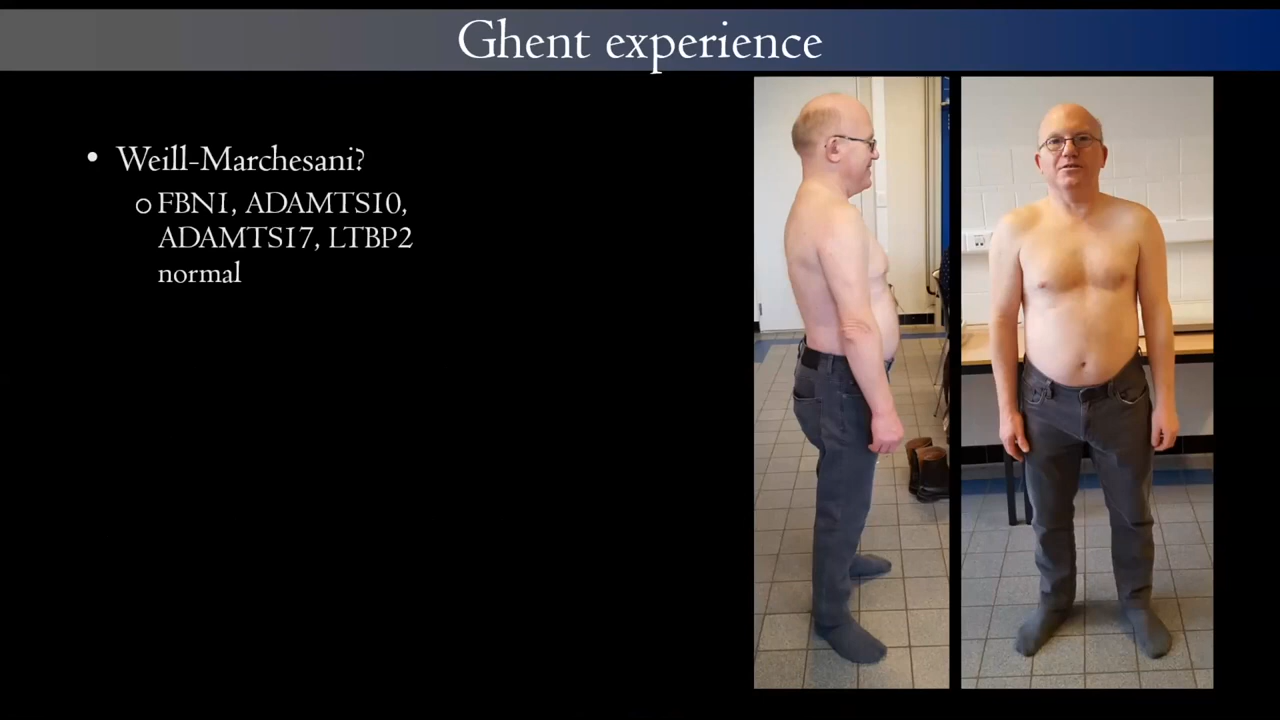 Ghent experience
• Weill-Marchesani?
o FBN1, ADAMTS10,
ADAMTS17, LTBP2
normal